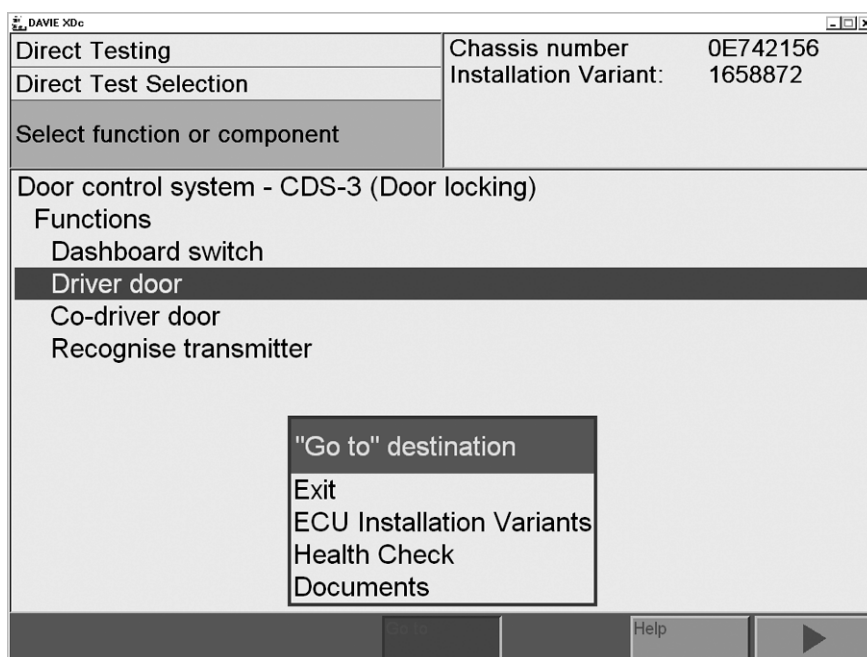 DAVIE XDc
Direct Testing
Direct Test Selection
Select function or component
Chassis number 0E742156
Installation Variant: 1658872
Door control system - CDS-3 (Door locking)
Functions
Dashboard switch
Driver door
Co-driver door
Recognise transmitter
"Go to" destination
Exit
ECU Installation Variants
Health Check
Documents
Go to
Help